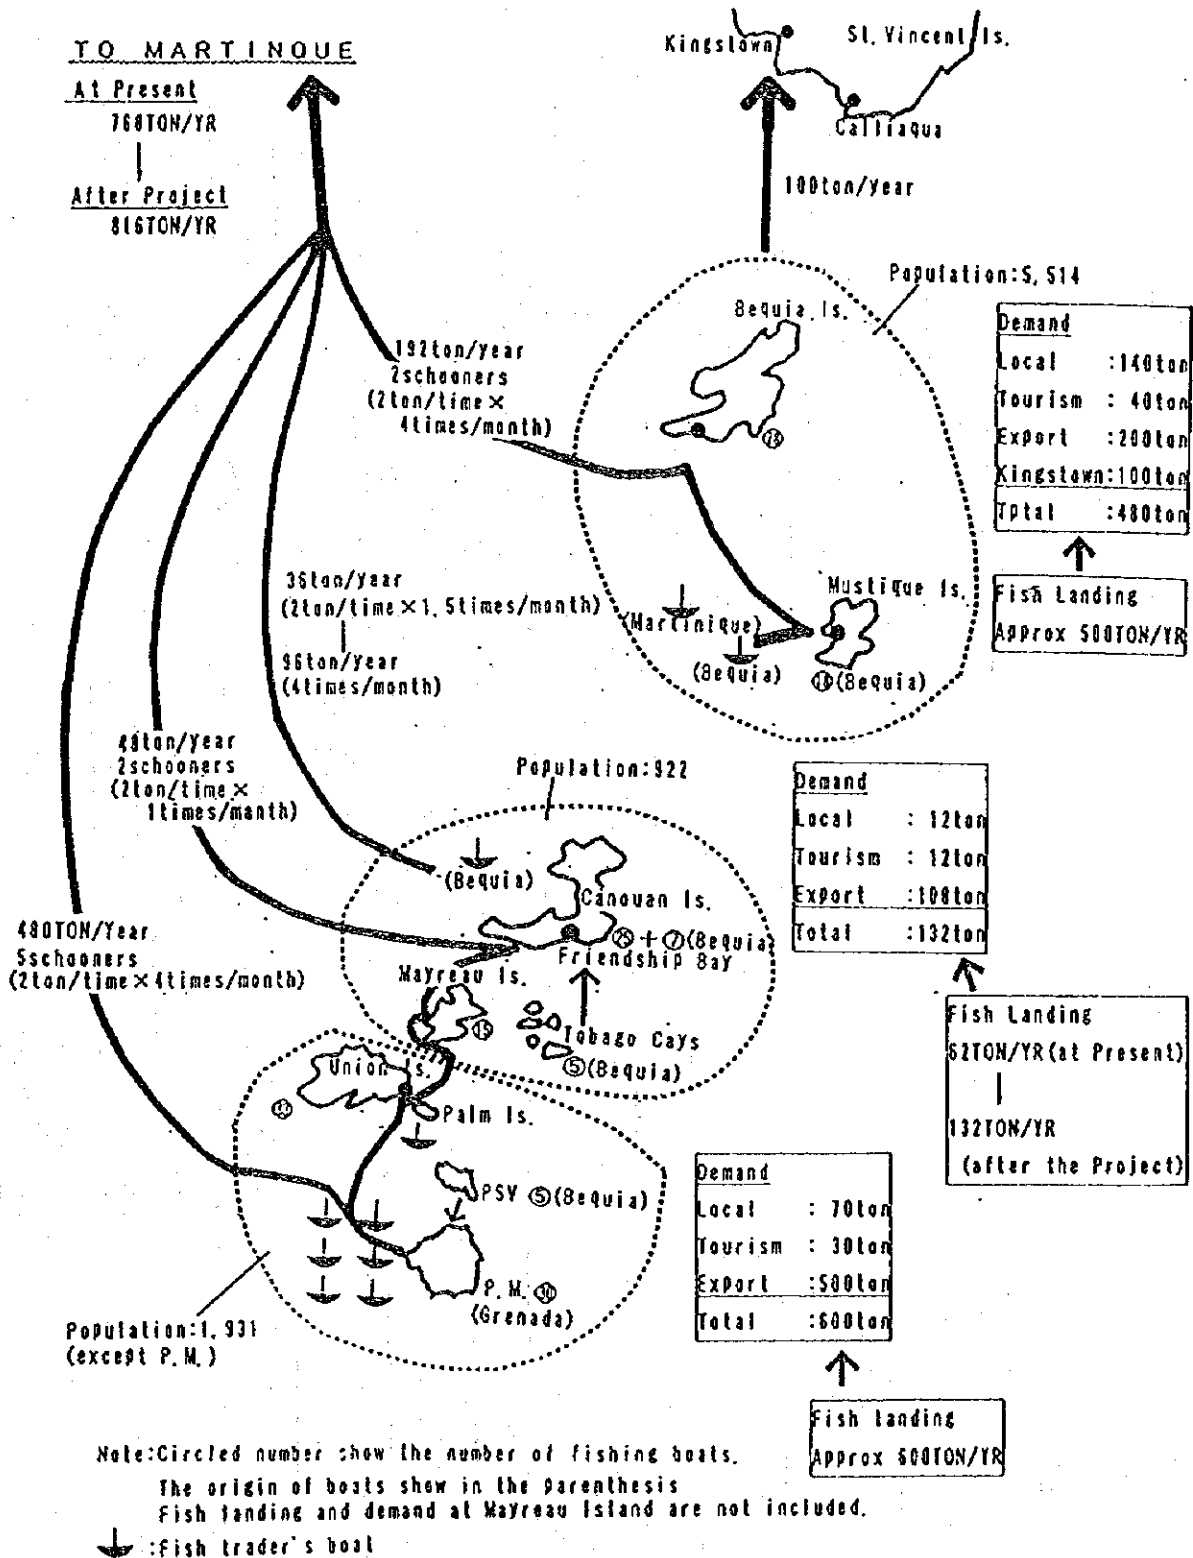 TO MARTINQUE
At Present
768TON/YR
After Project
816TON/YR
Kingstown
St. Vincent Is.
Calliaqua
100ton/year
Population:5,514
Bequia Is.
192ton/year
2schooners
(2ton/time×
4times/month)
Demand
Local :140ton
Tourism : 40ton
Export :200ton
Kingstown:100ton
Total :480ton
Fish Landing
Approx 500TON/YR
Mustique Is.
(Martinique)
(Bequia)
(Bequia)
36ton/year
(2ton/time×1.5times/month)
96ton/year
(4times/month)
48ton/year
2schooners
(2ton/time×
1times/month)
Population:922
Demand
Local : 12ton
Tourism : 12ton
Export :108ton
Total :132ton
(Bequia)
Canouan Is.
25 + 7 (Bequia)
Friendship Bay
480TON/Year
5schooners
(2ton/time×4times/month)
Mayreau Is.
15
Tobago Cays
5 (Bequia)
Fish Landing
62TON/YR(at Present)
132TON/YR
(after the Project)
Union Is.
Palm Is.
PSV 5 (Bequia)
P.M. 30
(Grenada)
Demand
Local : 70ton
Tourism : 30ton
Export :500ton
Total :600ton
Population:1,931
(except P.M.)
Fish landing
Approx 600TON/YR
Note:Circled number show the number of fishing boats.
The origin of boats show in the parenthesis
Fish landing and demand at Mayreau Island are not included.
:Fish trader's boat